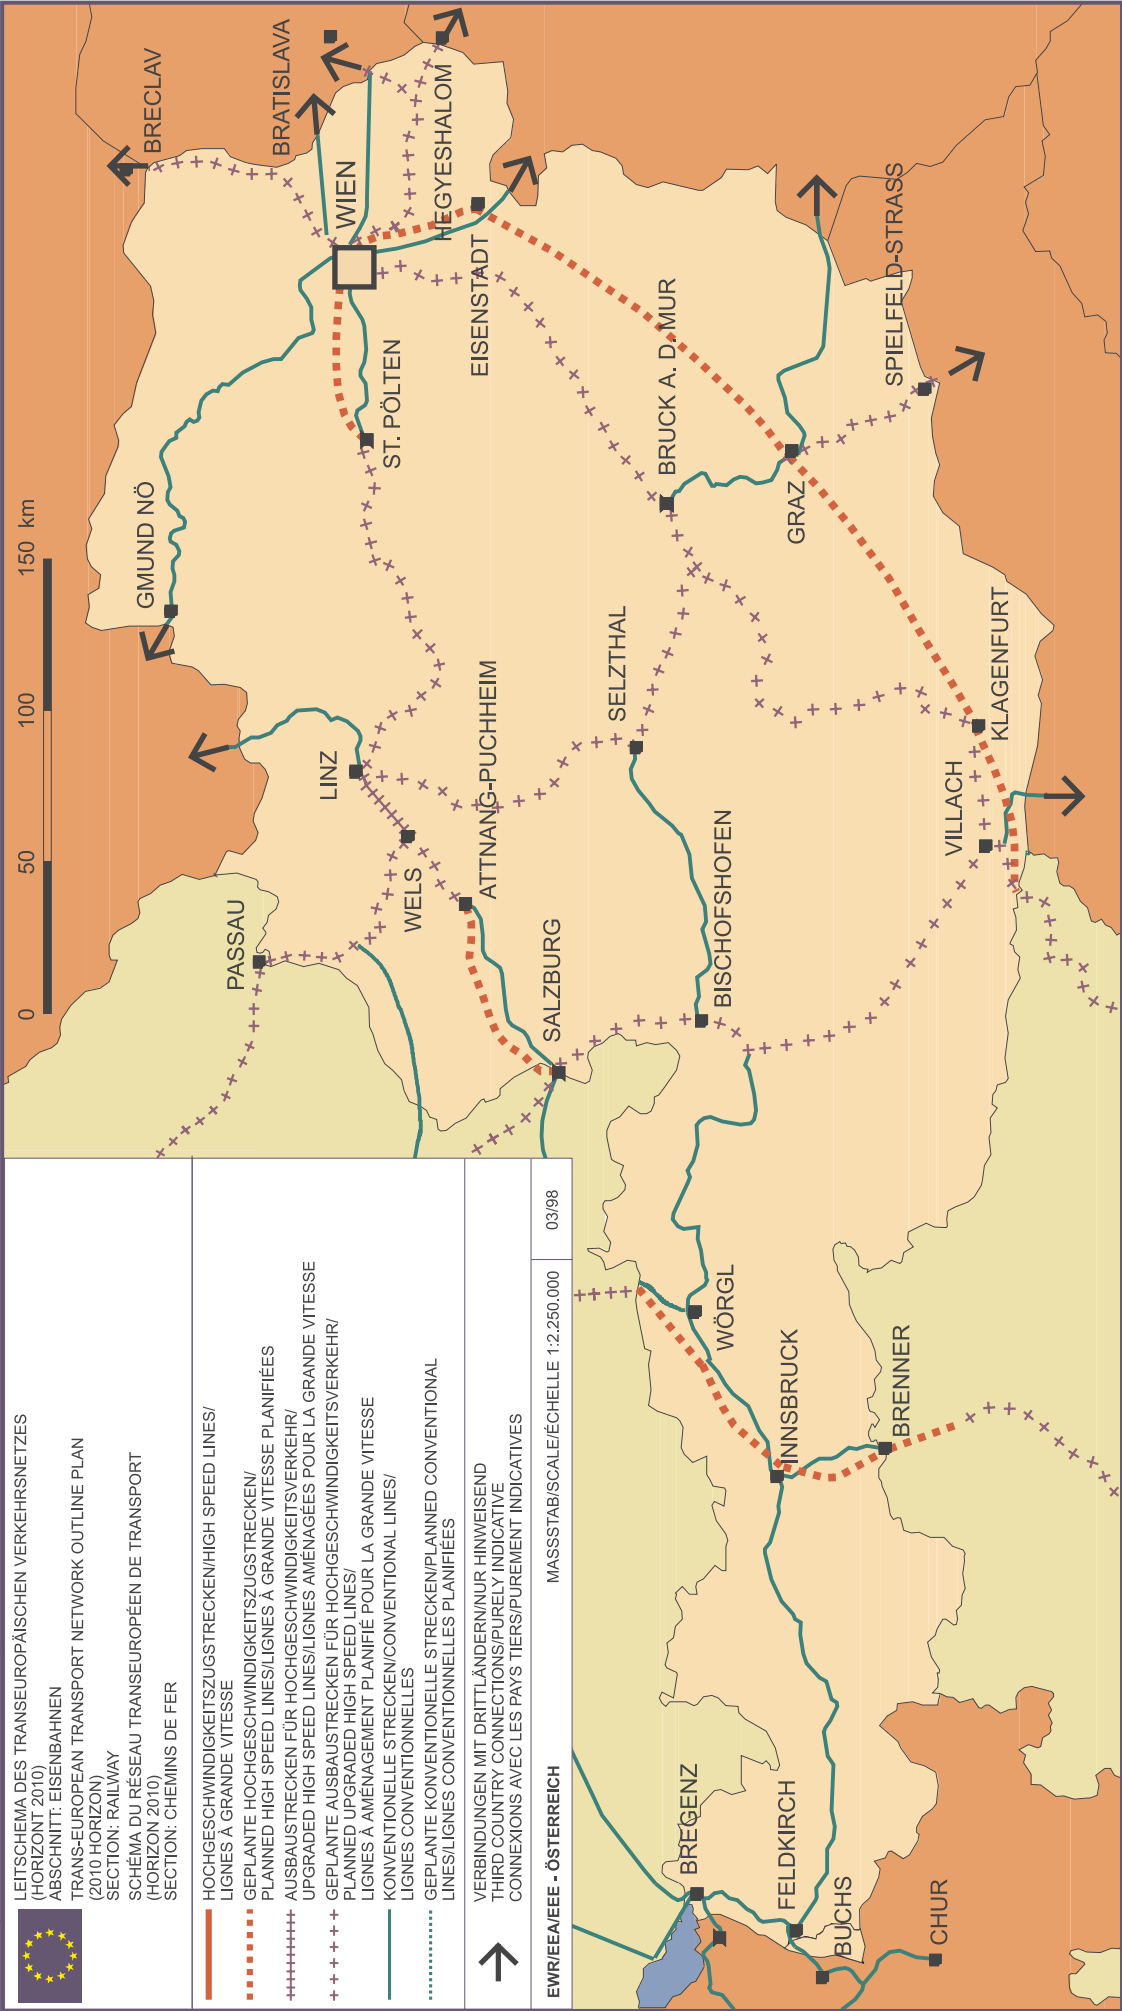 LEITSCHEMA DES TRANSEUROPÄISCHEN VERKEHRSNETZES
(HORIZONT 2010)
ABSCHNITT: EISENBAHNEN
TRANS-EUROPEAN TRANSPORT NETWORK OUTLINE PLAN
(2010 HORIZON)
SECTION: RAILWAY
SCHÉMA DU RÉSEAU TRANSEUROPÉEN DE TRANSPORT
(HORIZON 2010)
SECTION: CHEMINS DE FER
HOCHGESCHWINDIGKEITSZUGSTRECKEN/HIGH SPEED LINES/
LIGNES À GRANDE VITESSE
GEPLANTE HOCHGESCHWINDIGKEITSZUGSTRECKEN/
PLANNED HIGH SPEED LINES/LIGNES À GRANDE VITESSE PLANIFIÉES
AUSBAUSTRECKEN FÜR HOCHGESCHWINDIGKEITSVERKEHR/
UPGRADED HIGH SPEED LINES/LIGNES AMÉNAGÉES POUR LA GRANDE VITESSE
GEPLANTE AUSBAUSTRECKEN FÜR HOCHGESCHWINDIGKEITSVERKEHR/
PLANNED UPGRADED HIGH SPEED LINES/
LIGNES À AMÉNAGEMENT PLANIFIÉ POUR LA GRANDE VITESSE
KONVENTIONELLE STRECKEN/CONVENTIONAL LINES/
LIGNES CONVENTIONNELLES
GEPLANTE KONVENTIONELLE STRECKEN/PLANNED CONVENTIONAL
LINES/LIGNES CONVENTIONNELLES PLANIFIÉES
VERBINDUNGEN MIT DRITTLÄNDERN/NUR HINWEISEND
THIRD COUNTRY CONNECTIONS/PURELY INDICATIVE
CONNEXIONS AVEC LES PAYS TIERS/PUREMENT INDICATIVES
EWR/EEA/EEE - ÖSTERREICH
MASSSTAB/SCALE/ÉCHELLE 1:2.250.000
03/98
0 50 100 150 km
BRECLAV
BRATISLAVA
GMUND NÖ
WIEN
HEGYESHALOM
PASSAU
LINZ
ST. PÖLTEN
EISENSTADT
WELS
ATTNANG-PUCHHEIM
SALZBURG
SELZTHAL
BRUCK A. D. MUR
BISCHOFSHOFEN
GRAZ
SPIELFELD-STRASS
WÖRGL
BREGENZ
INNSBRUCK
FELDKIRCH
BUCHS
BRENNER
VILLACH
KLAGENFURT
CHUR